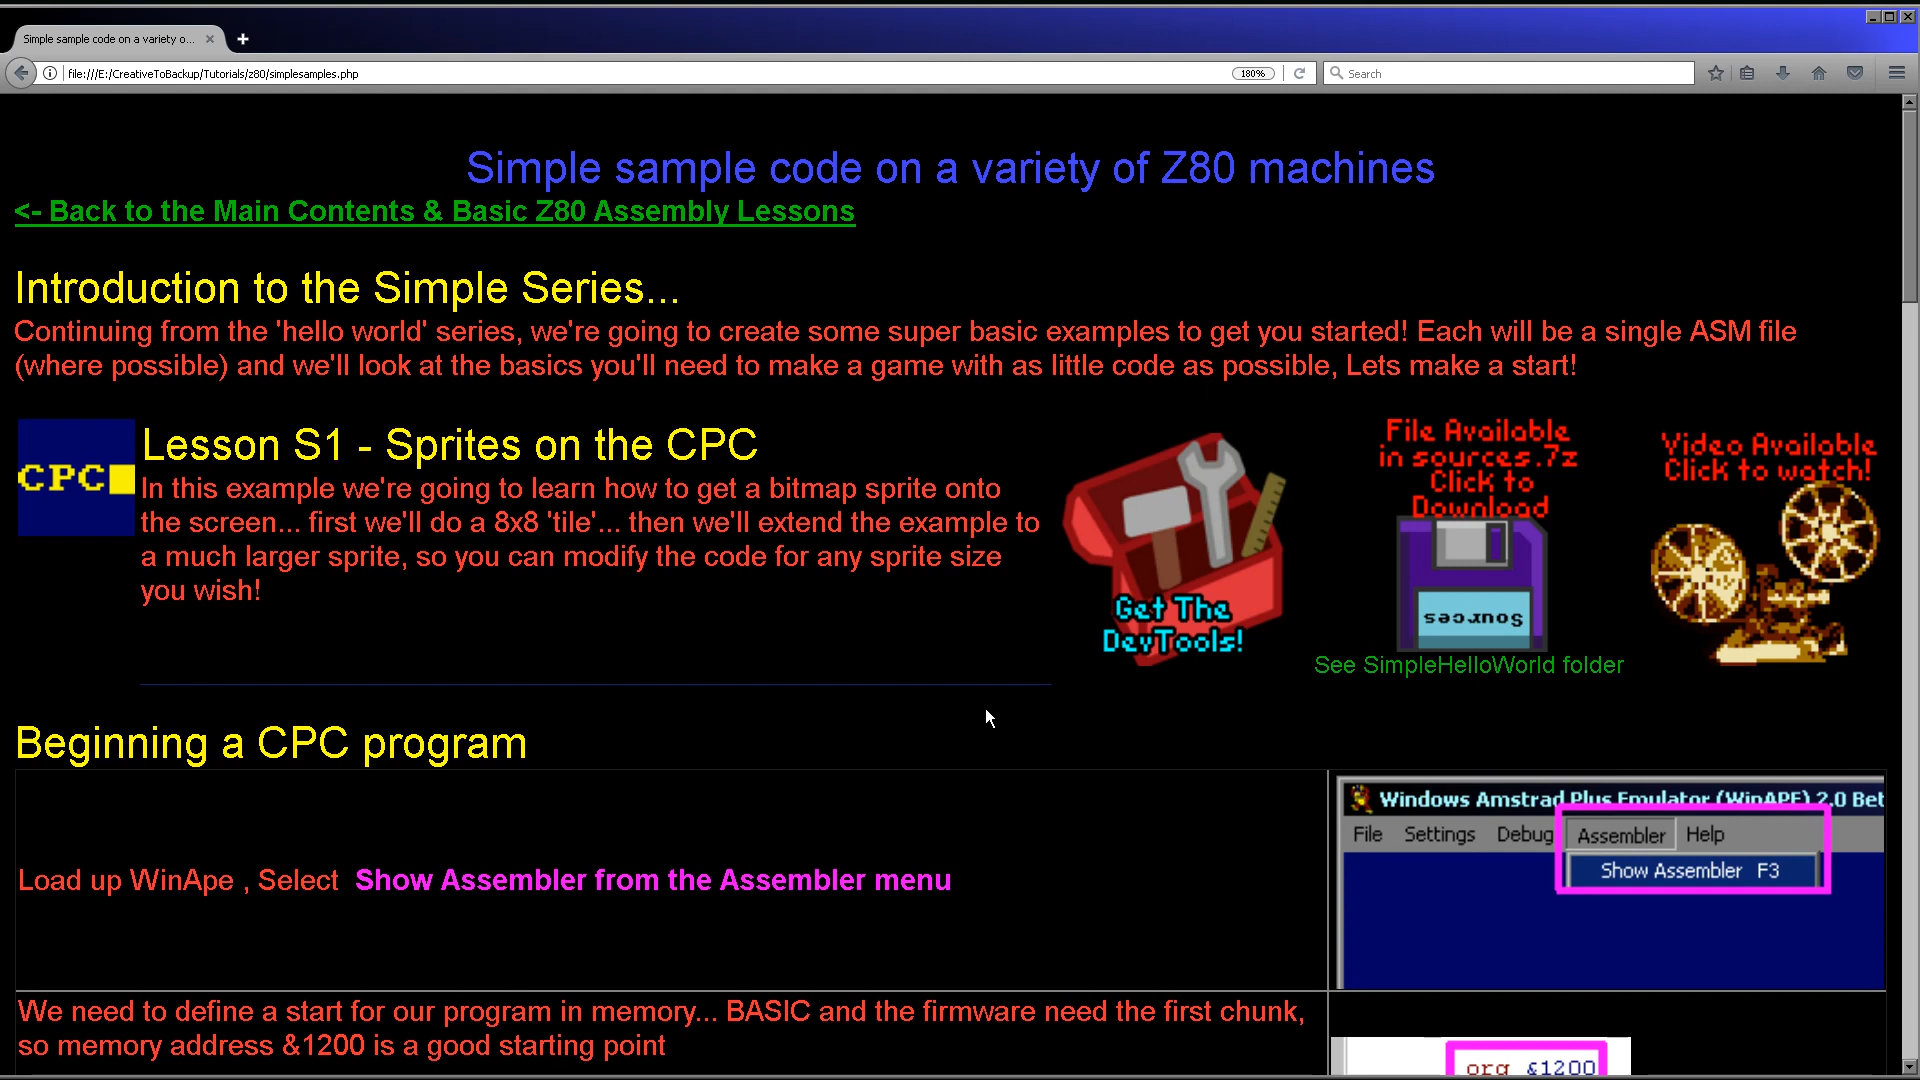 Simple sample code on a variety o...
file:///E:/CreativeToBackup/Tutorials/z80/simplesamples.php
180%
Search
Simple sample code on a variety of Z80 machines
<- Back to the Main Contents & Basic Z80 Assembly Lessons
Introduction to the Simple Series...
Continuing from the 'hello world' series, we're going to create some super basic examples to get you started! Each will be a single ASM file
(where possible) and we'll look at the basics you'll need to make a game with as little code as possible, Lets make a start!
CPC
Lesson S1 - Sprites on the CPC
In this example we're going to learn how to get a bitmap sprite onto
the screen... first we'll do a 8x8 'tile'... then we'll extend the example to
a much larger sprite, so you can modify the code for any sprite size
you wish!
Get The
DevTools!
File Available
in sources.7z
Click to
Download
Sources
See SimpleHelloWorld folder
Video Available
Click to watch!
Beginning a CPC program
Load up WinApe , Select Show Assembler from the Assembler menu
Windows Amstrad Plus Emulator (WinAPE) 2.0 Bet
File Settings Debug Assembler Help
Show Assembler F3
We need to define a start for our program in memory... BASIC and the firmware need the first chunk,
so memory address &1200 is a good starting point
org &1200